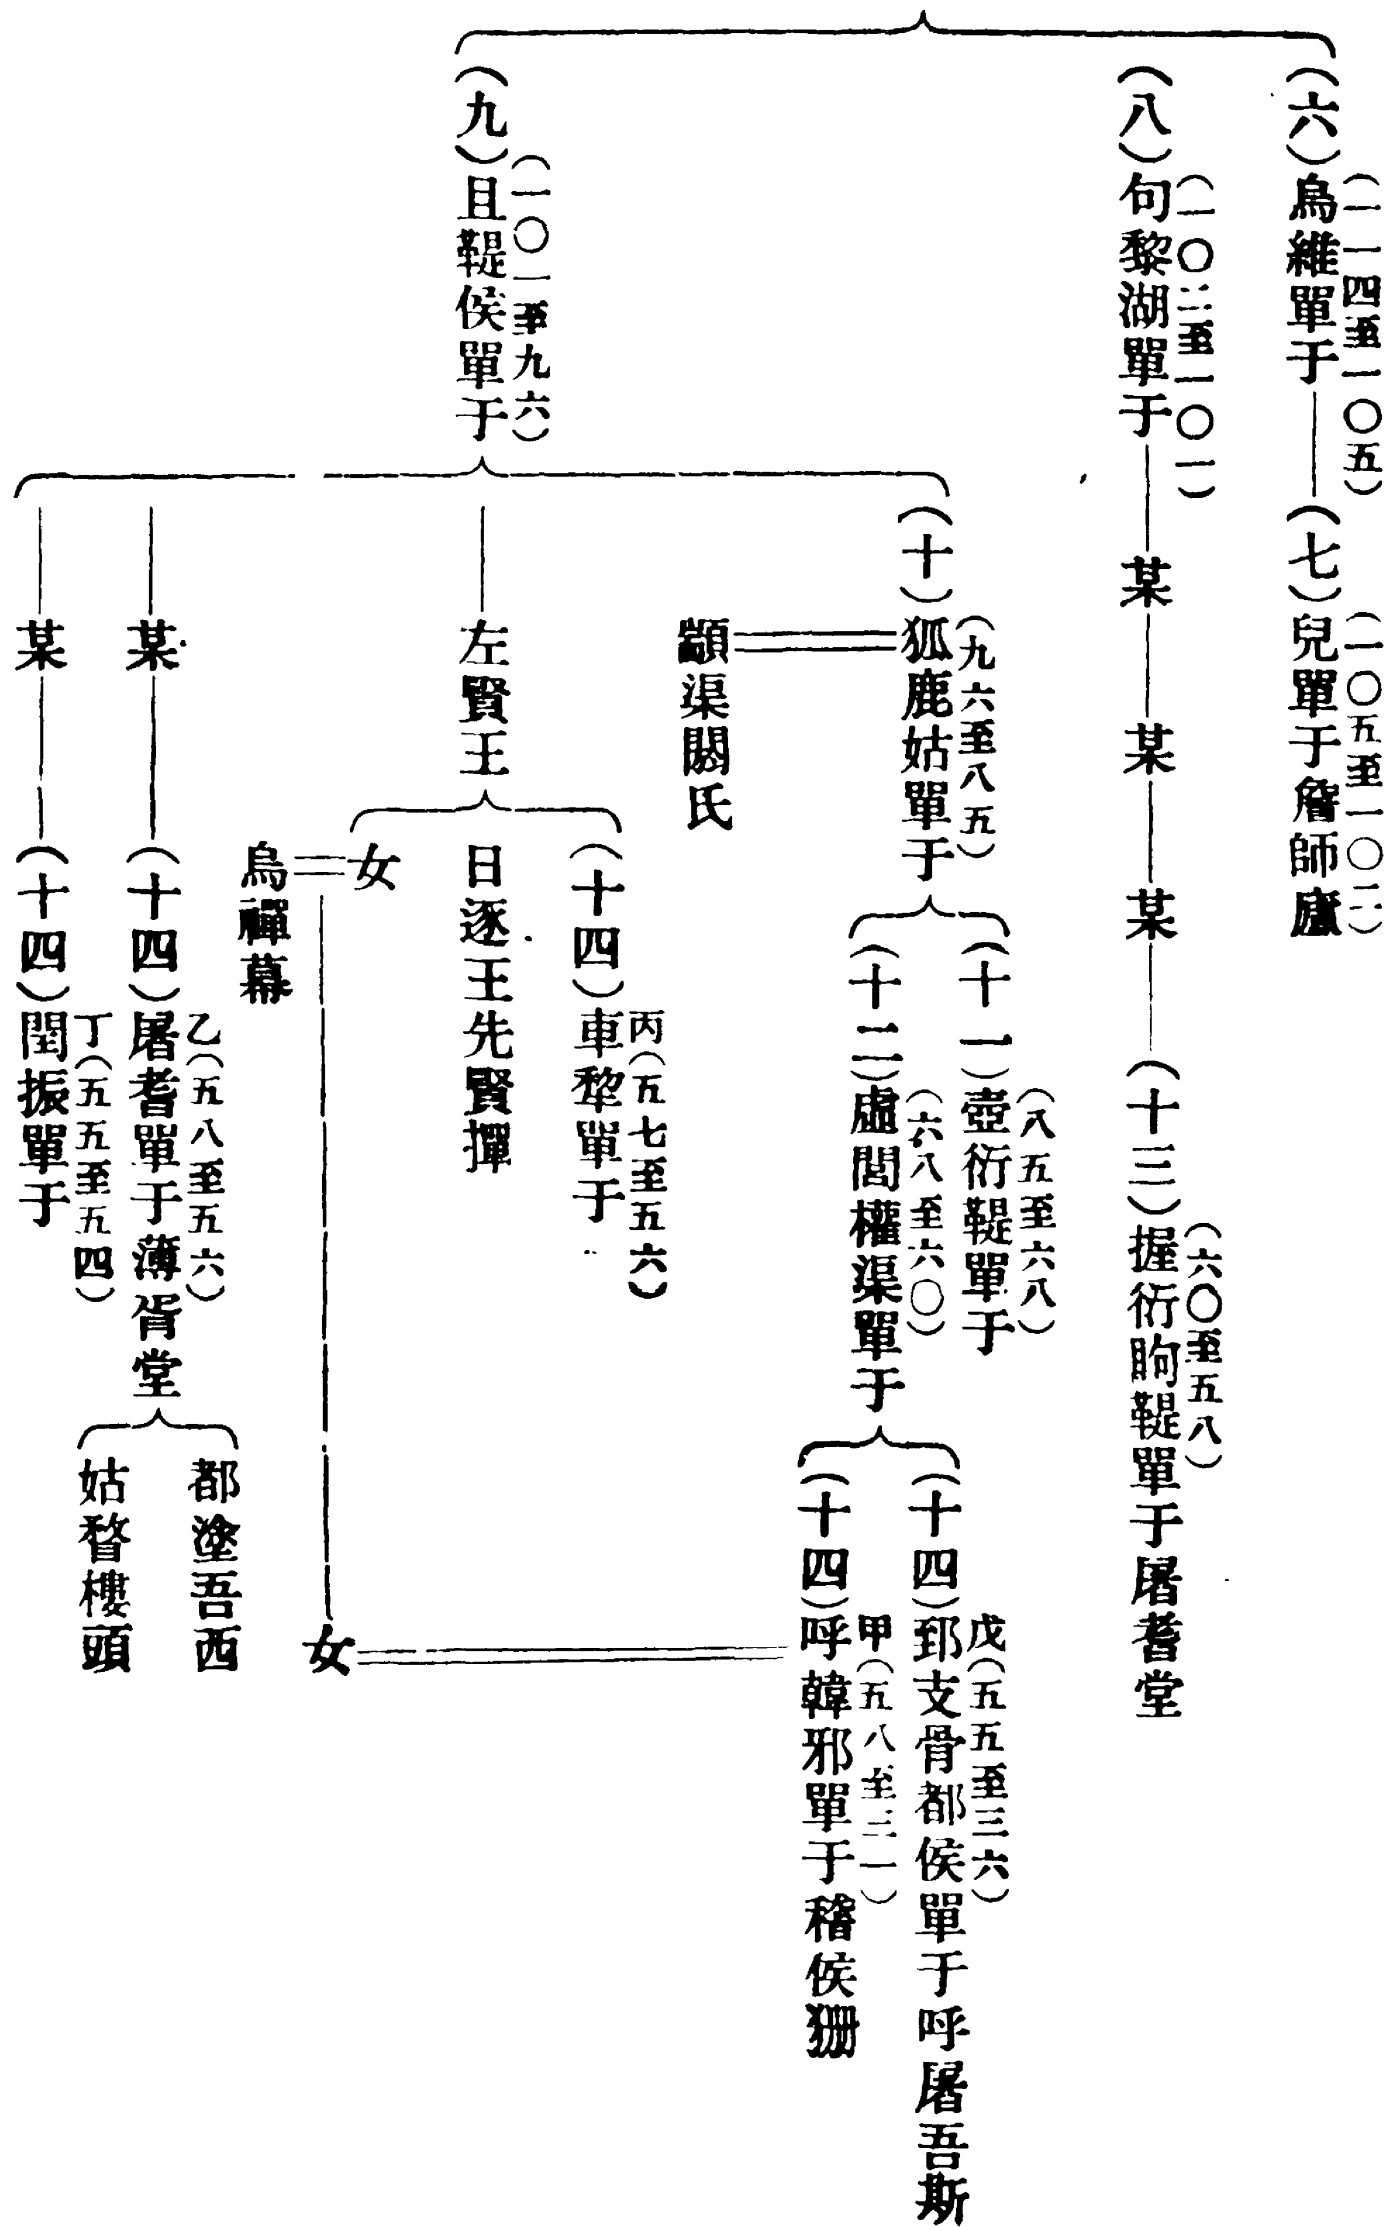 （六）烏維單于
（一一四至一〇五）
（七）兒單于詹師廬
（一〇五至一〇二）
（八）句黎湖單于
（一〇二至一〇一）
某
某
某
（十三）握衍朐鞮單于屠耆堂
（六〇至五八）
（九）且鞮侯單于
（一〇一至九六）
（十）狐鹿姑單于
（九六至八五）
顓渠閼氏
（十一）壺衍鞮單于
（八五至六八）
（十二）虛閭權渠單于
（六八至六〇）
（十四）郅支骨都侯單于呼屠吾斯
戊（五五至三六）
（十四）呼韓邪單于稽侯狦
甲（五八至三一）
左賢王
（十四）車犂單于
丙（五七至五六）
日逐王先賢撣
女
烏禪幕
女
某
（十四）屠耆單于薄胥堂
乙（五八至五六）
都塗吾西
姑瞀樓頭
某
（十四）閏振單于
丁（五五至五四）